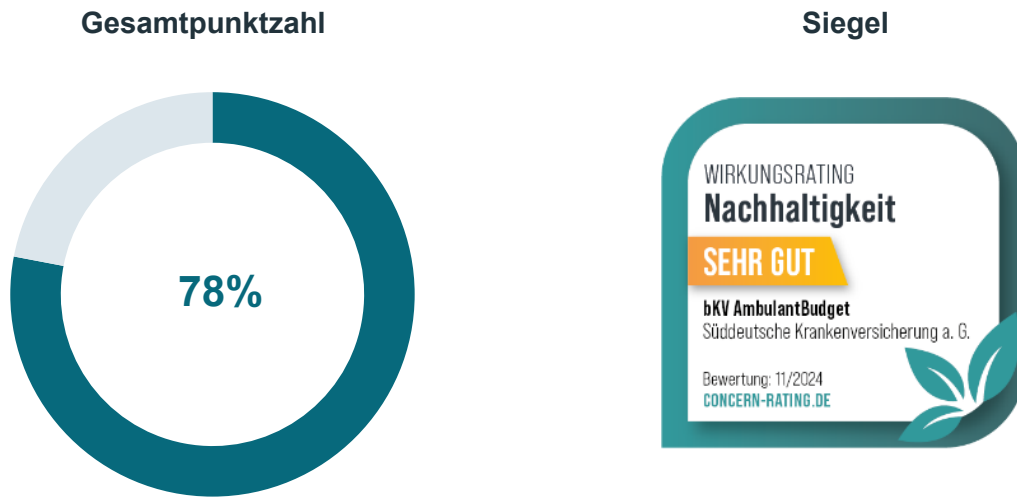 Gesamtpunktzahl
78%
Siegel
WIRKUNGSRATING
Nachhaltigkeit
SEHR GUT
bKV AmbulantBudget
Süddeutsche Krankenversicherung a. G.
Bewertung: 11/2024
CONCERN-RATING.DE